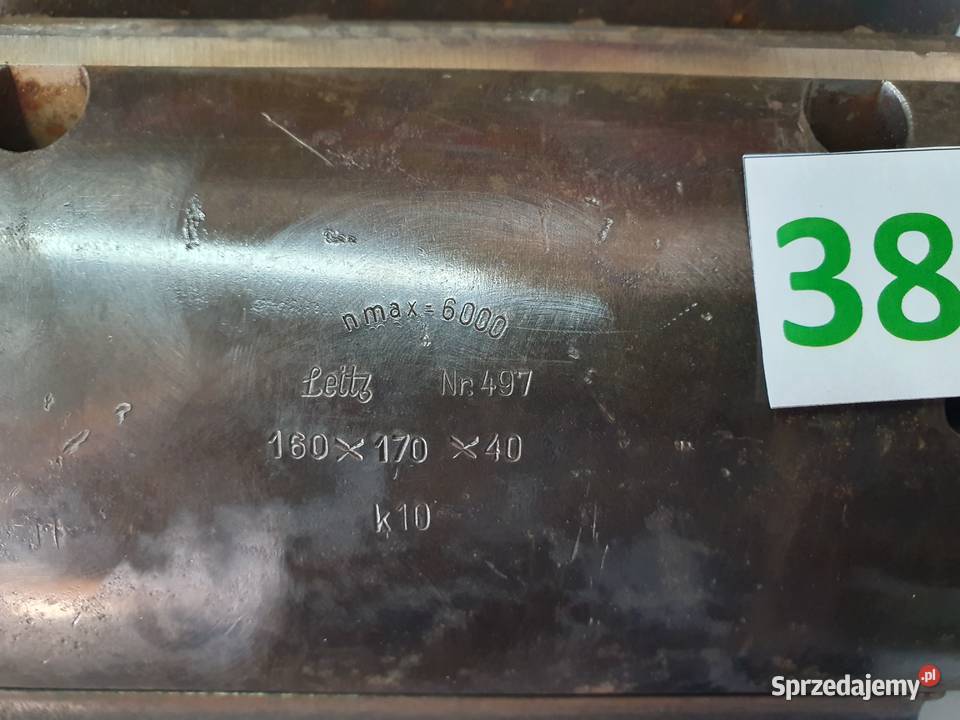 38
nmax = 6000
Leitz Nr. 497
160 × 170 × 40
k10
Sprzedajemy.pl